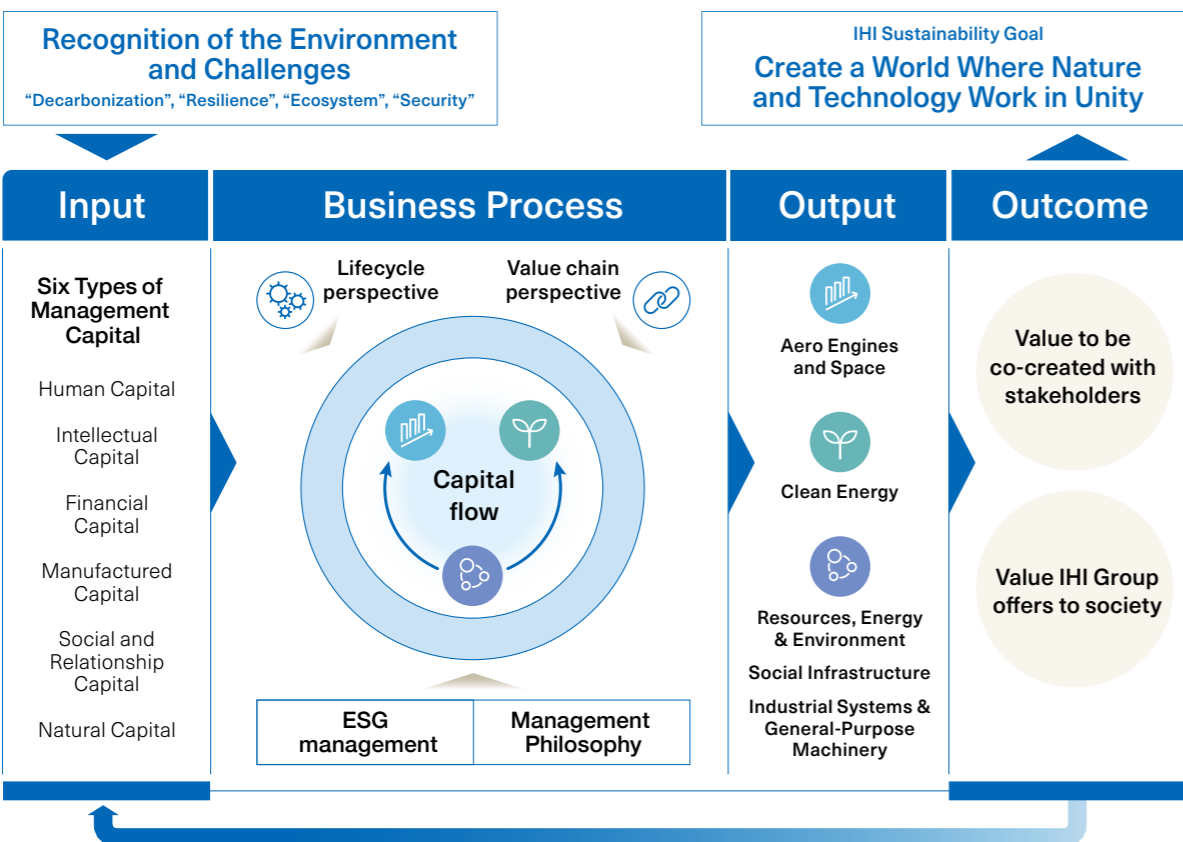 Recognition of the Environment
and Challenges
“Decarbonization”, “Resilience”, “Ecosystem”, “Security”
IHI Sustainability Goal
Create a World Where Nature
and Technology Work in Unity
Input
Business Process
Output
Outcome
Six Types of
Management
Capital
Human Capital
Intellectual
Capital
Financial
Capital
Manufactured
Capital
Social and
Relationship
Capital
Natural Capital
Lifecycle
perspective
Value chain
perspective
Capital
flow
ESG
management
Management
Philosophy
Aero Engines
and Space
Clean Energy
Resources, Energy
& Environment
Social Infrastructure
Industrial Systems &
General-Purpose
Machinery
Value to be
co-created with
stakeholders
Value IHI Group
offers to society